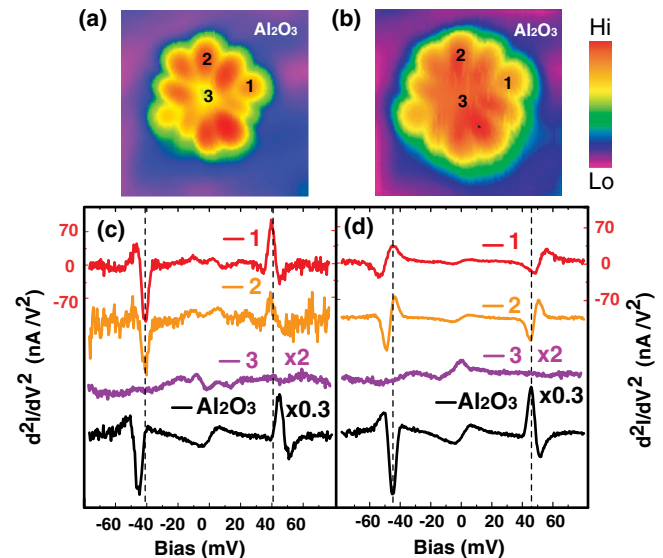 (a)
Al₂O₃
2
1
3
(b)
Al₂O₃
2
1
3
Hi
Lo
d²I/dV² (nA /V²)
70
0
-70
(c)
1
2
3 x2
Al₂O₃ x0.3
-80 -60 -40 -20 0 20 40 60 80
Bias (mV)
(d)
1
2
3 x2
Al₂O₃ x0.3
70
0
-70
d²I/dV² (nA /V²)
-60 -40 -20 0 20 40 60
Bias (mV)